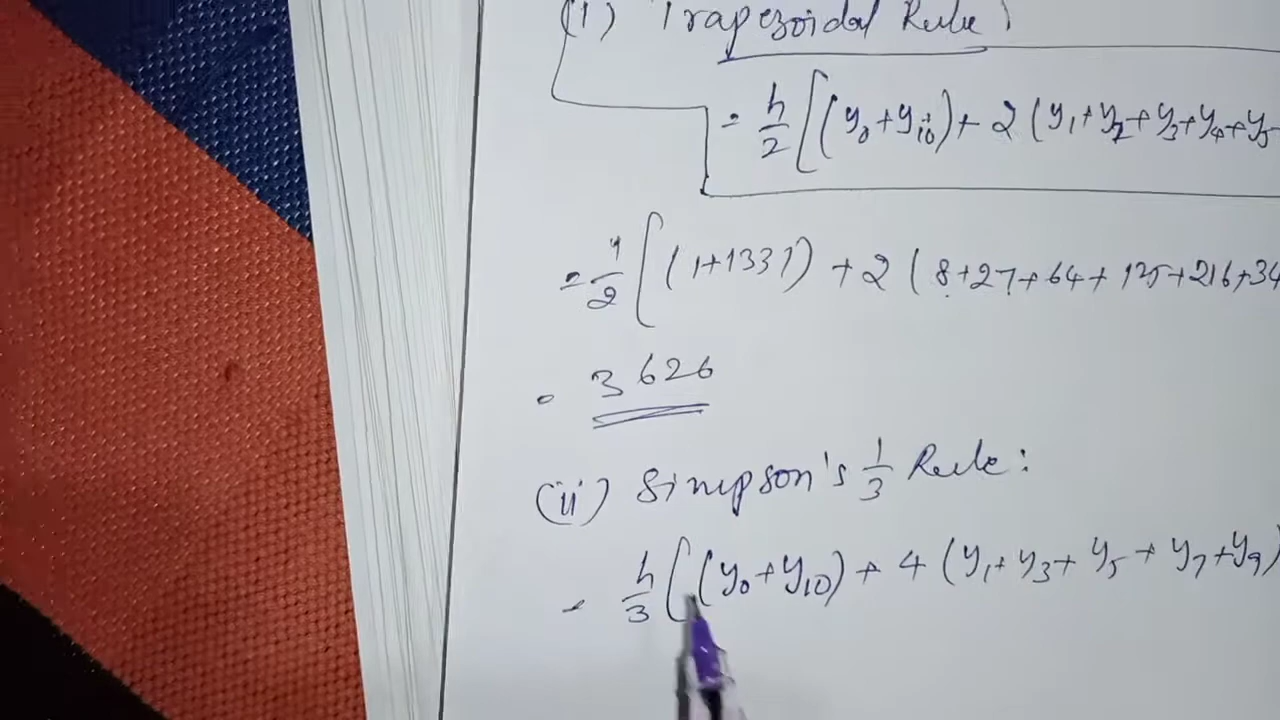 (i) Trapezoidal Rule)
= h/2 [(y₀+y₁₀)+ 2 (y₁+y₂+y₃+y₄+y₅
= 1/2 [(1+1331) + 2 (8+27+64+125+216+34
= 3626
(ii) Simpson's 1/3 Rule:
= h/3 [(y₀+y₁₀) + 4 (y₁+y₃+y₅+y₇+y₉)